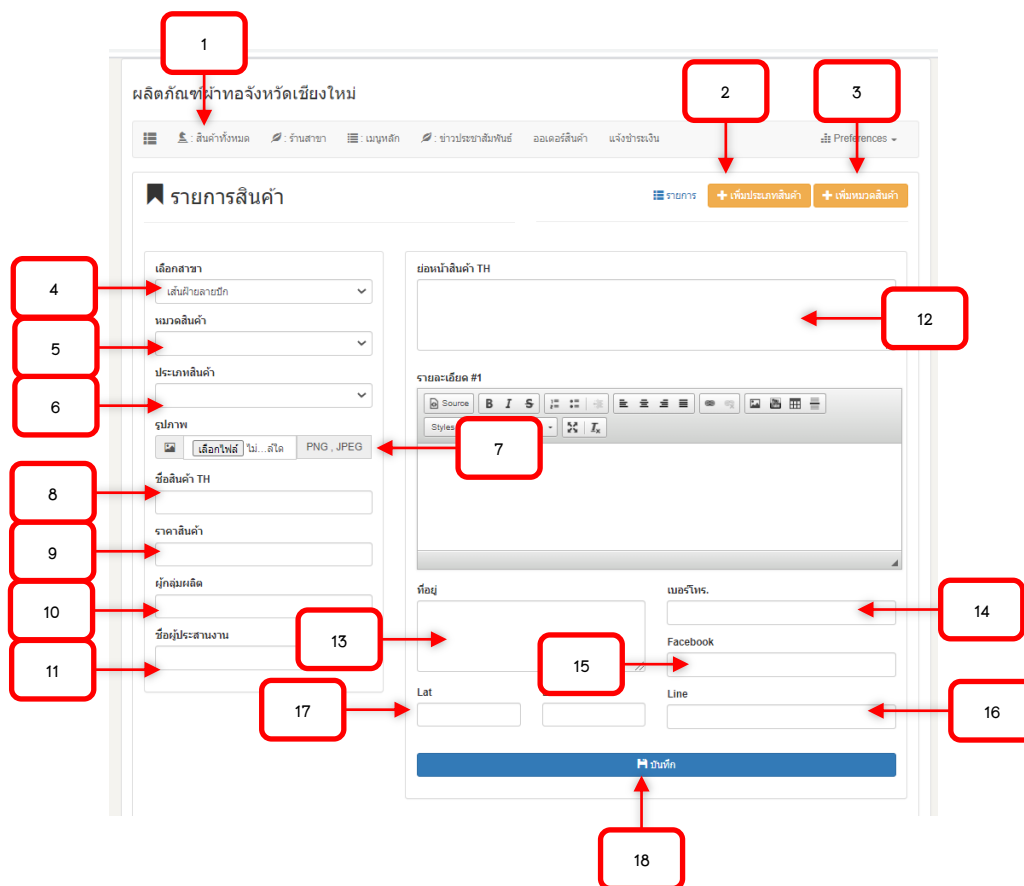 1
ผลิตภัณฑ์ผ้าทอจังหวัดเชียงใหม่
2
3
: สินค้าทั้งหมด : ร้านสาขา : เมนูหลัก : ข่าวประชาสัมพันธ์ ออเดอร์สินค้า แจ้งชำระเงิน Preferences
รายการสินค้า
รายการ
เพิ่มประเภทสินค้า
เพิ่มหมวดสินค้า
เลือกสาขา
4
เส้นฝ้ายลายปัก
หมวดสินค้า
5
ประเภทสินค้า
6
รูปภาพ
เลือกไฟล์ ไม่...ล์ใด PNG , JPEG
7
ชื่อสินค้า TH
8
ราคาสินค้า
9
ผู้กลุ่มผลิต
10
ชื่อผู้ประสานงาน
11
ย่อหน้าสินค้า TH
12
รายละเอียด #1
Source B I S
Styles
ที่อยู่
13
เบอร์โทร.
14
Facebook
15
Lat
17
Line
16
บันทึก
18